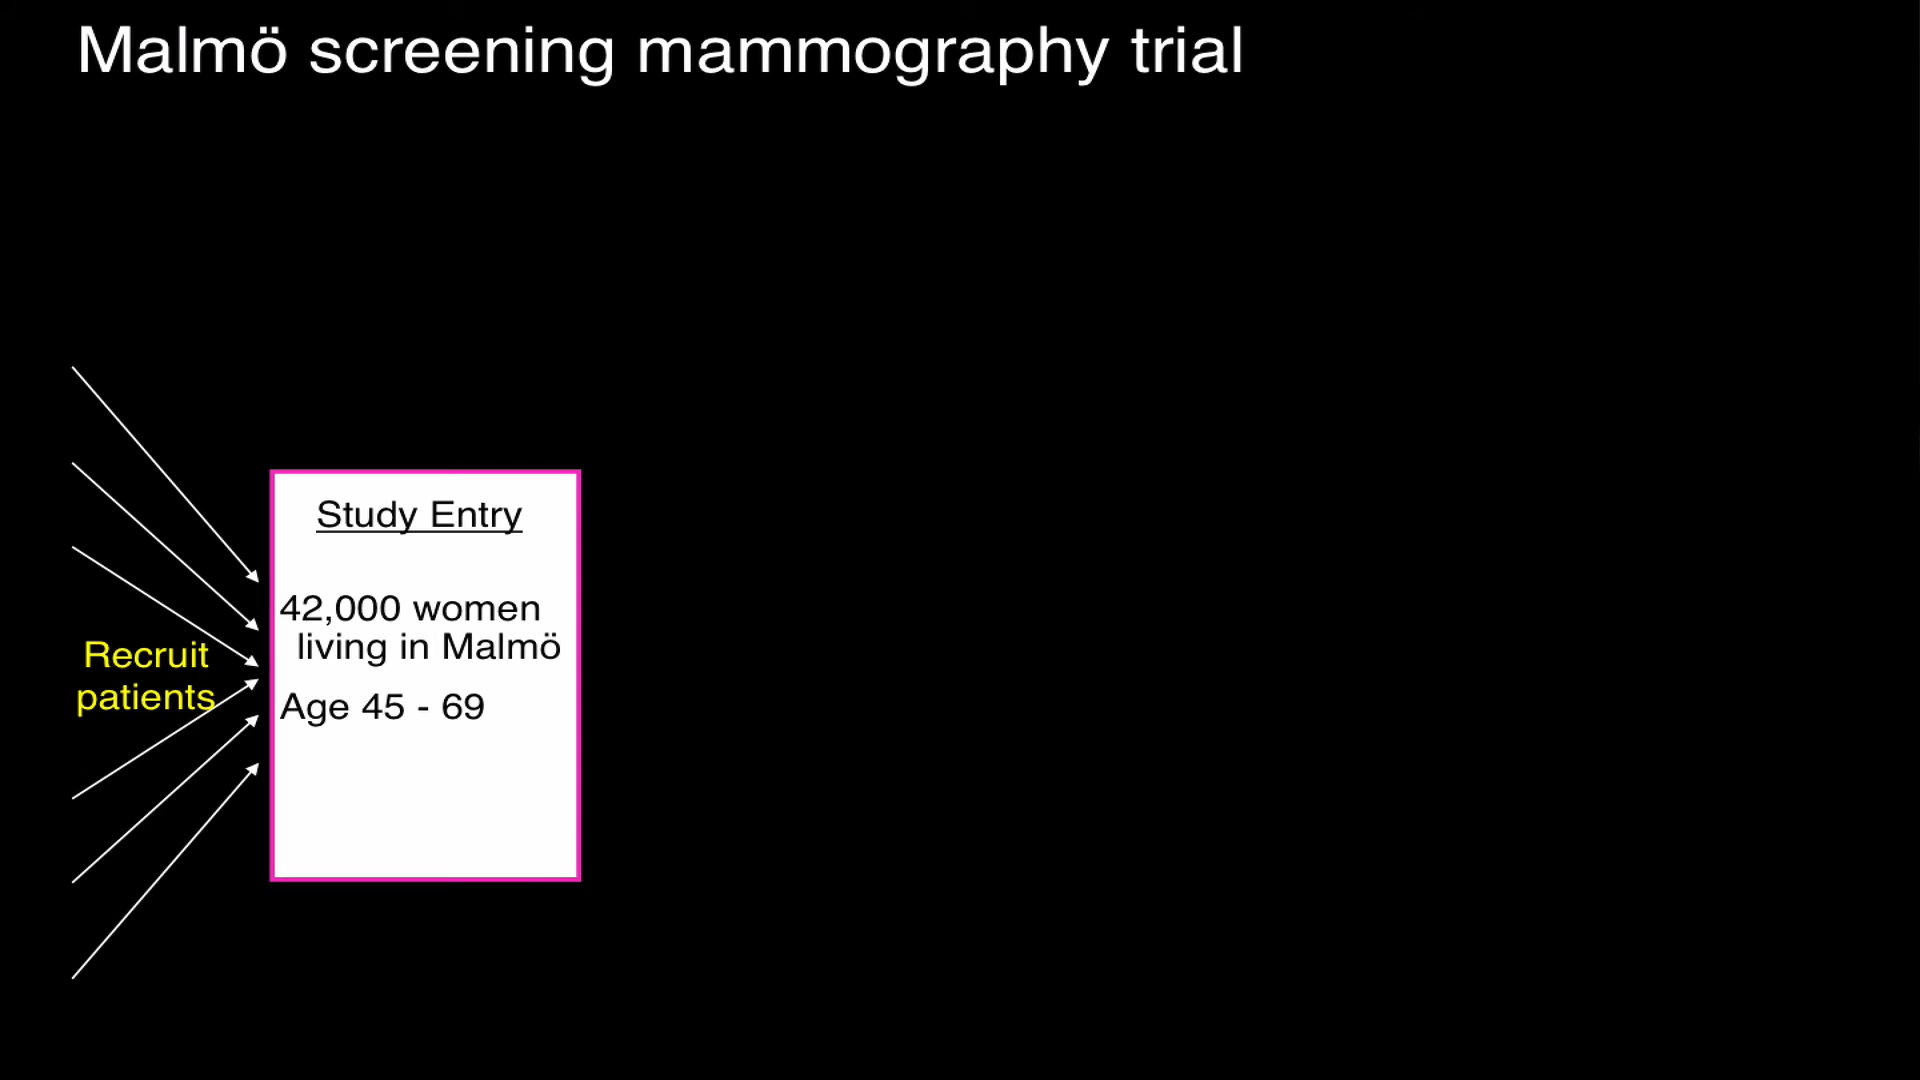 Malmö screening mammography trial
Recruit
patients
Study Entry
42,000 women
living in Malmö
Age 45 - 69